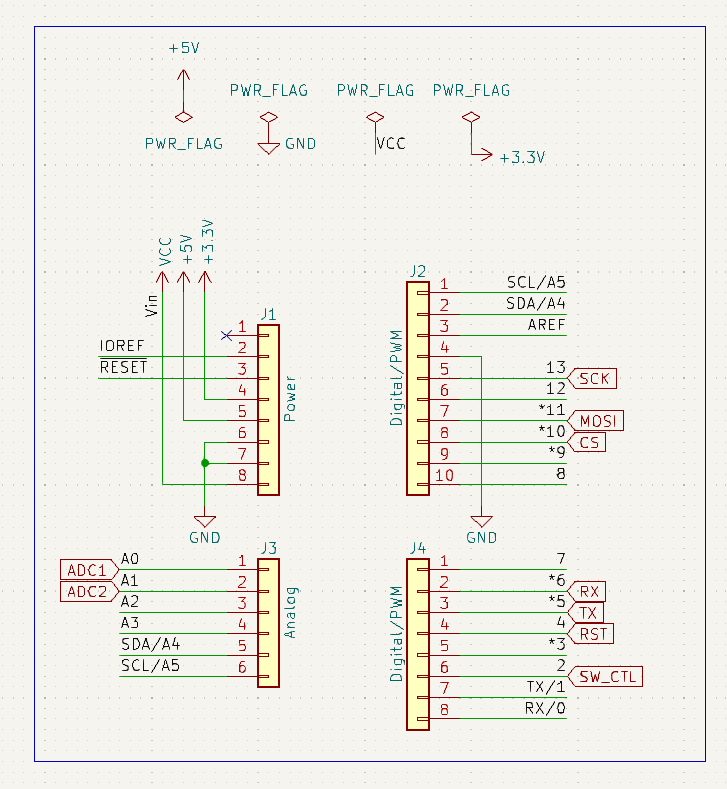 +5V
PWR_FLAG PWR_FLAG PWR_FLAG
PWR_FLAG GND VCC +3.3V
VCC +5V +3.3V
Vin
J1
1
IOREF 2
RESET 3
4
5
6
7
8
Power
GND
J2
1 SCL/A5
2 SDA/A4
3 AREF
4
5 13 SCK
6 12
7 *11 MOSI
8 *10 CS
9 *9
10 8
Digital/PWM
GND
J3
ADC1 A0 1
ADC2 A1 2
A2 3
A3 4
SDA/A4 5
SCL/A5 6
Analog
J4
1 7
2 *6 RX
3 *5 TX
4 4 RST
5 *3
6 2 SW_CTL
7 TX/1
8 RX/0
Digital/PWM